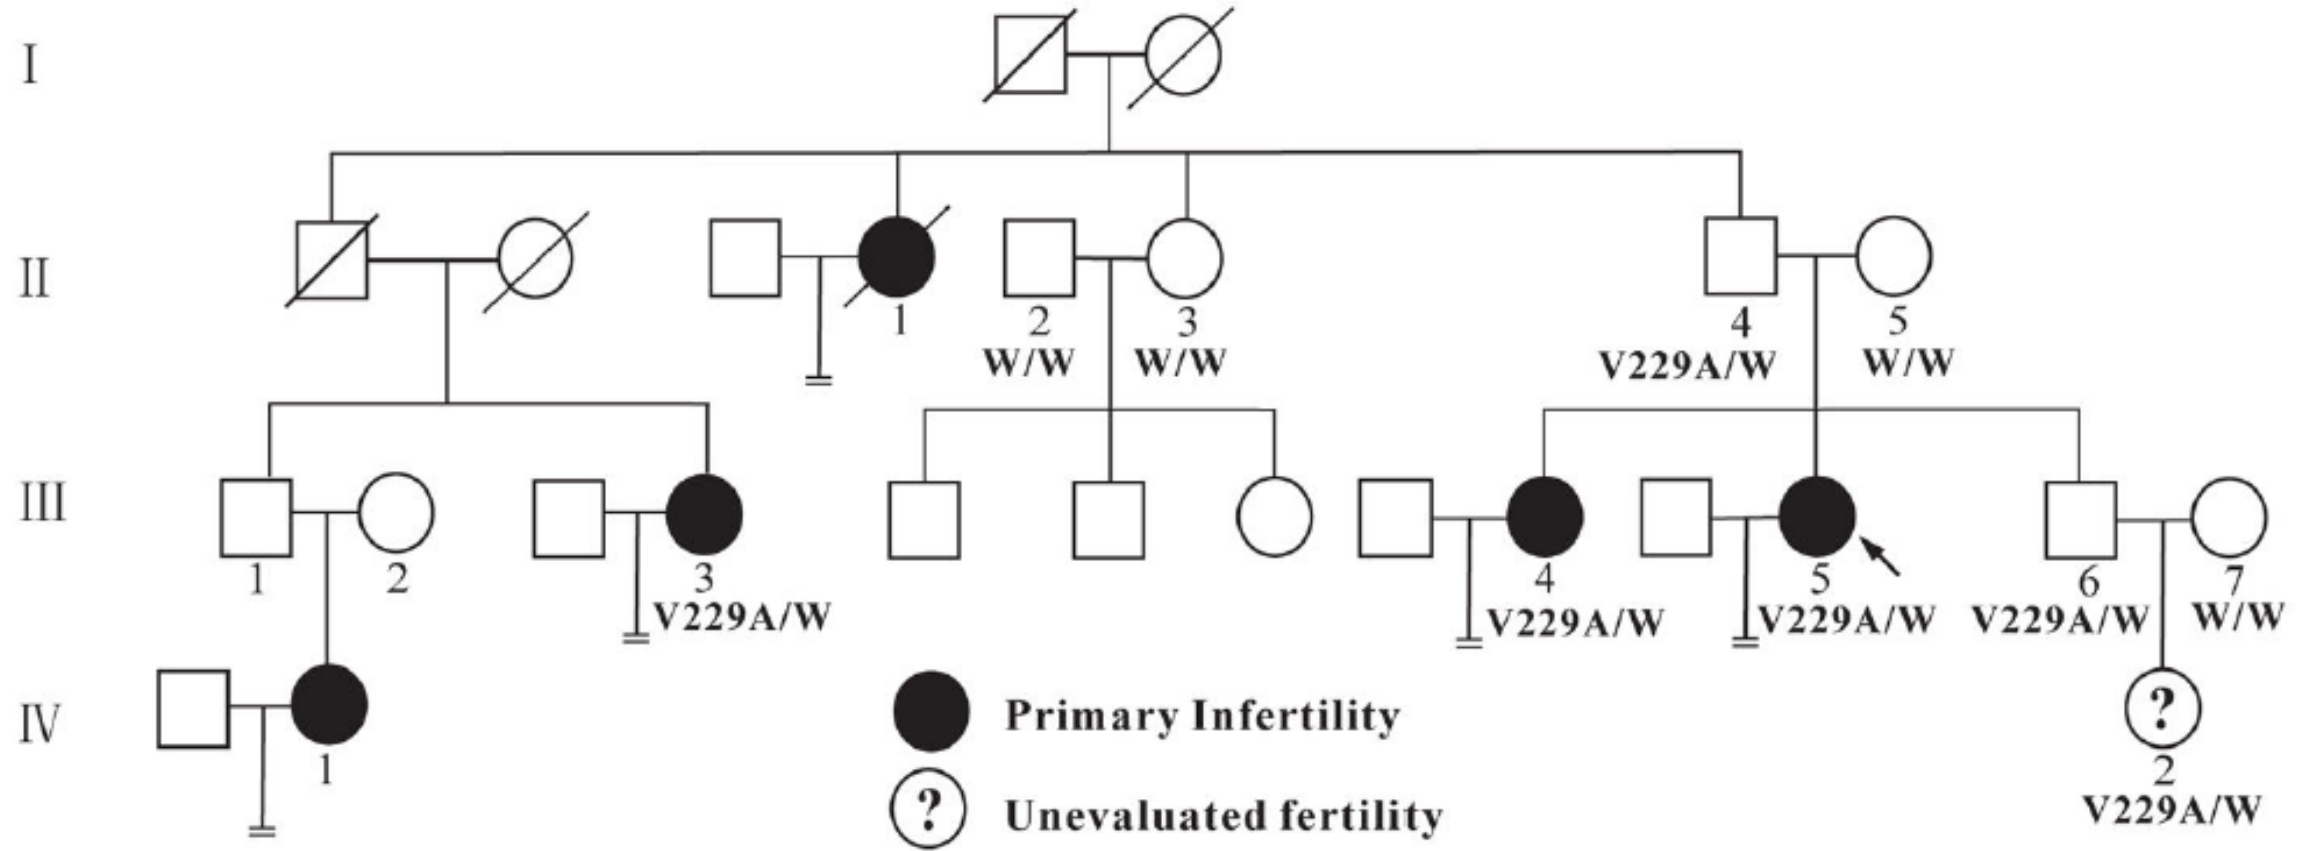 I
II
1
2
3
4
5
W/W
W/W
V229A/W
W/W
III
1
2
3
4
5
6
7
V229A/W
V229A/W
V229A/W
V229A/W
W/W
IV
1
Primary Infertility
?
2
V229A/W
?
Unevaluated fertility